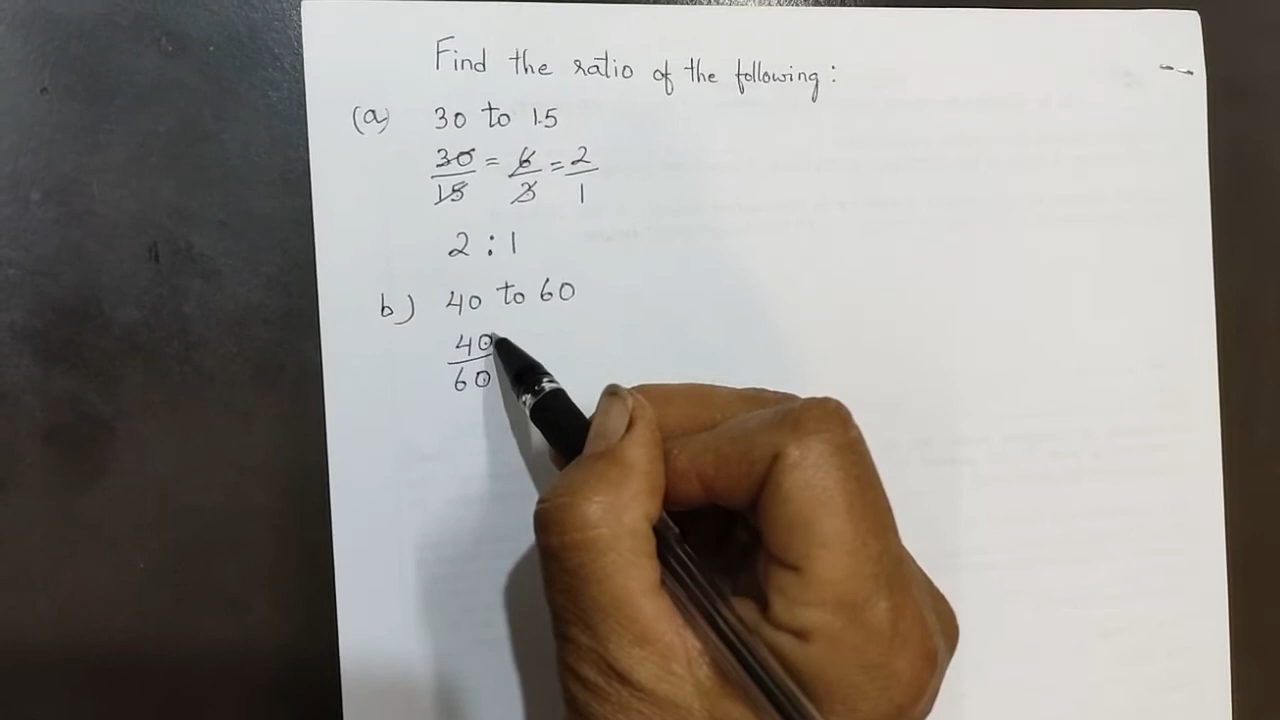 Find the ratio of the following:
(a) 30 to 15
30/15 = 6/3 = 2/1
2 : 1
b) 40 to 60
40/60